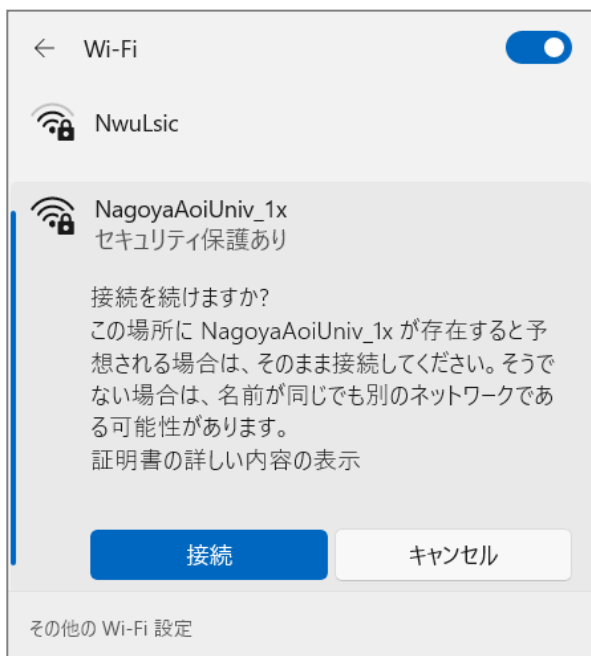 Wi-Fi
NwuLsic
NagoyaAoiUniv_1x
セキュリティ保護あり
接続を続けますか?
この場所に NagoyaAoiUniv_1x が存在すると予
想される場合は、そのまま接続してください。そうで
ない場合は、名前が同じでも別のネットワークであ
る可能性があります。
証明書の詳しい内容の表示
接続 キャンセル
その他の Wi-Fi 設定